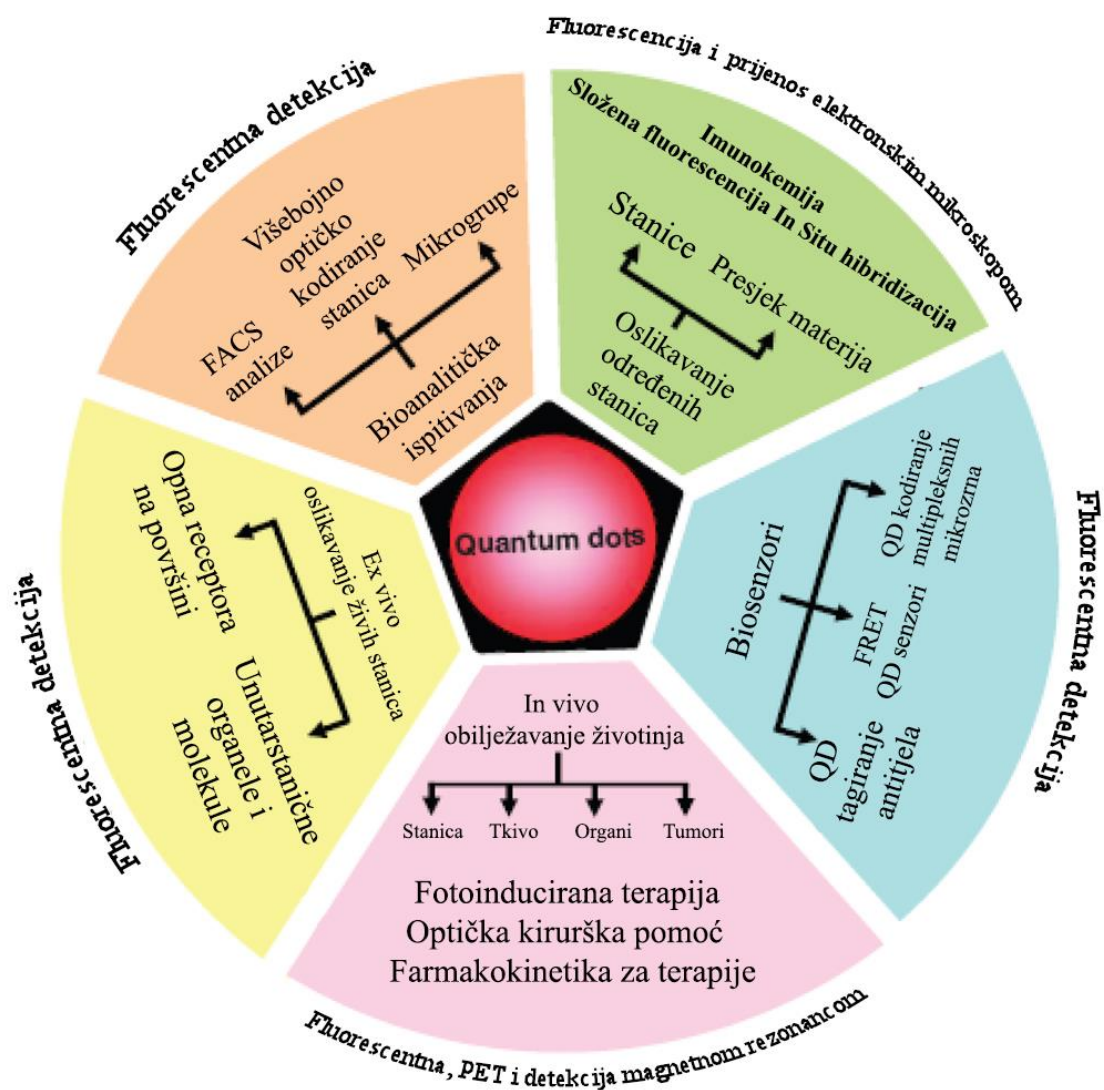 Fluorescentna detekcija
Višebojno
optičko
kodiranje
stanica
Mikrogrupe
FACS
analize
Bioanalitička
ispitivanja
Fluorescencija i prijenos elektronskim mikroskopom
Imunokemija
Složena fluorescencija In Situ hibridizacija
Stanice
Presjek materija
Oslikavanje
određenih
stanica
Fluorescentna detekcija
Biosenzori
QD kodiranje
multipleksnih
mikrozrna
FRET
QD senzori
QD
tagiranje
antitjela
Quantum dots
Fluorescentna detekcija
Opna receptora
na površini
Ex vivo
oslikavanje živih stanica
Unutarstanične
organele i
molekule
In vivo
obilježavanje životinja
Stanica Tkivo Organi Tumori
Fotoinducirana terapija
Optička kirurška pomoć
Farmakokinetika za terapije
Fluorescentna, PET i detekcija magnetnom rezonancom